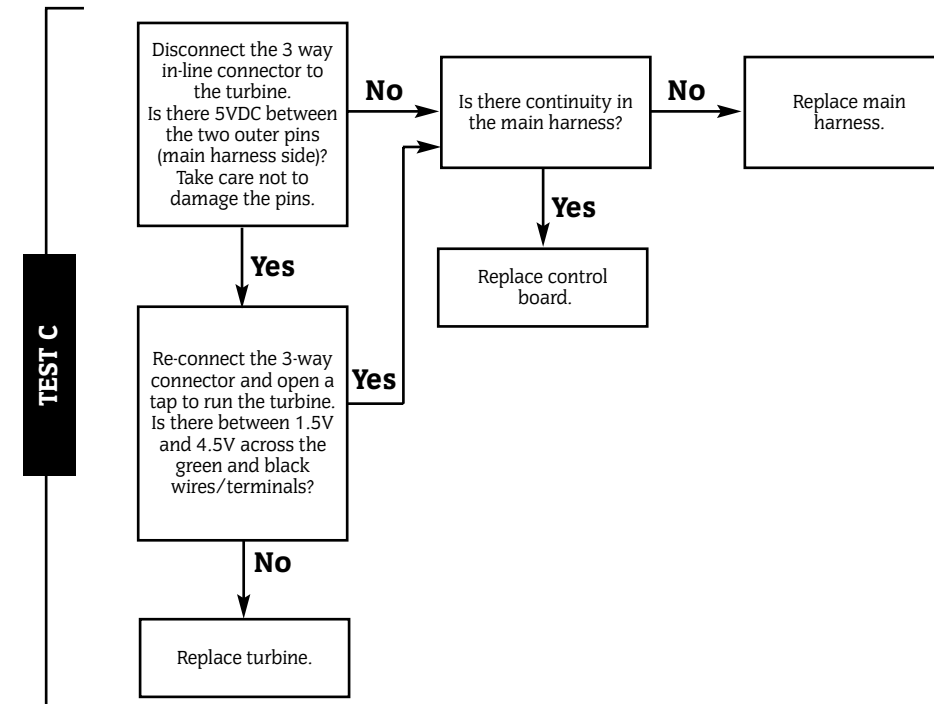 Disconnect the 3 way
in-line connector to
the turbine.
Is there 5VDC between
the two outer pins
(main harness side)?
Take care not to
damage the pins.
No
Is there continuity in
the main harness?
No
Replace main
harness.
Yes
Replace control
board.
Yes
TEST C
Re-connect the 3-way
connector and open a
tap to run the turbine.
Is there between 1.5V
and 4.5V across the
green and black
wires/terminals?
Yes
No
Replace turbine.